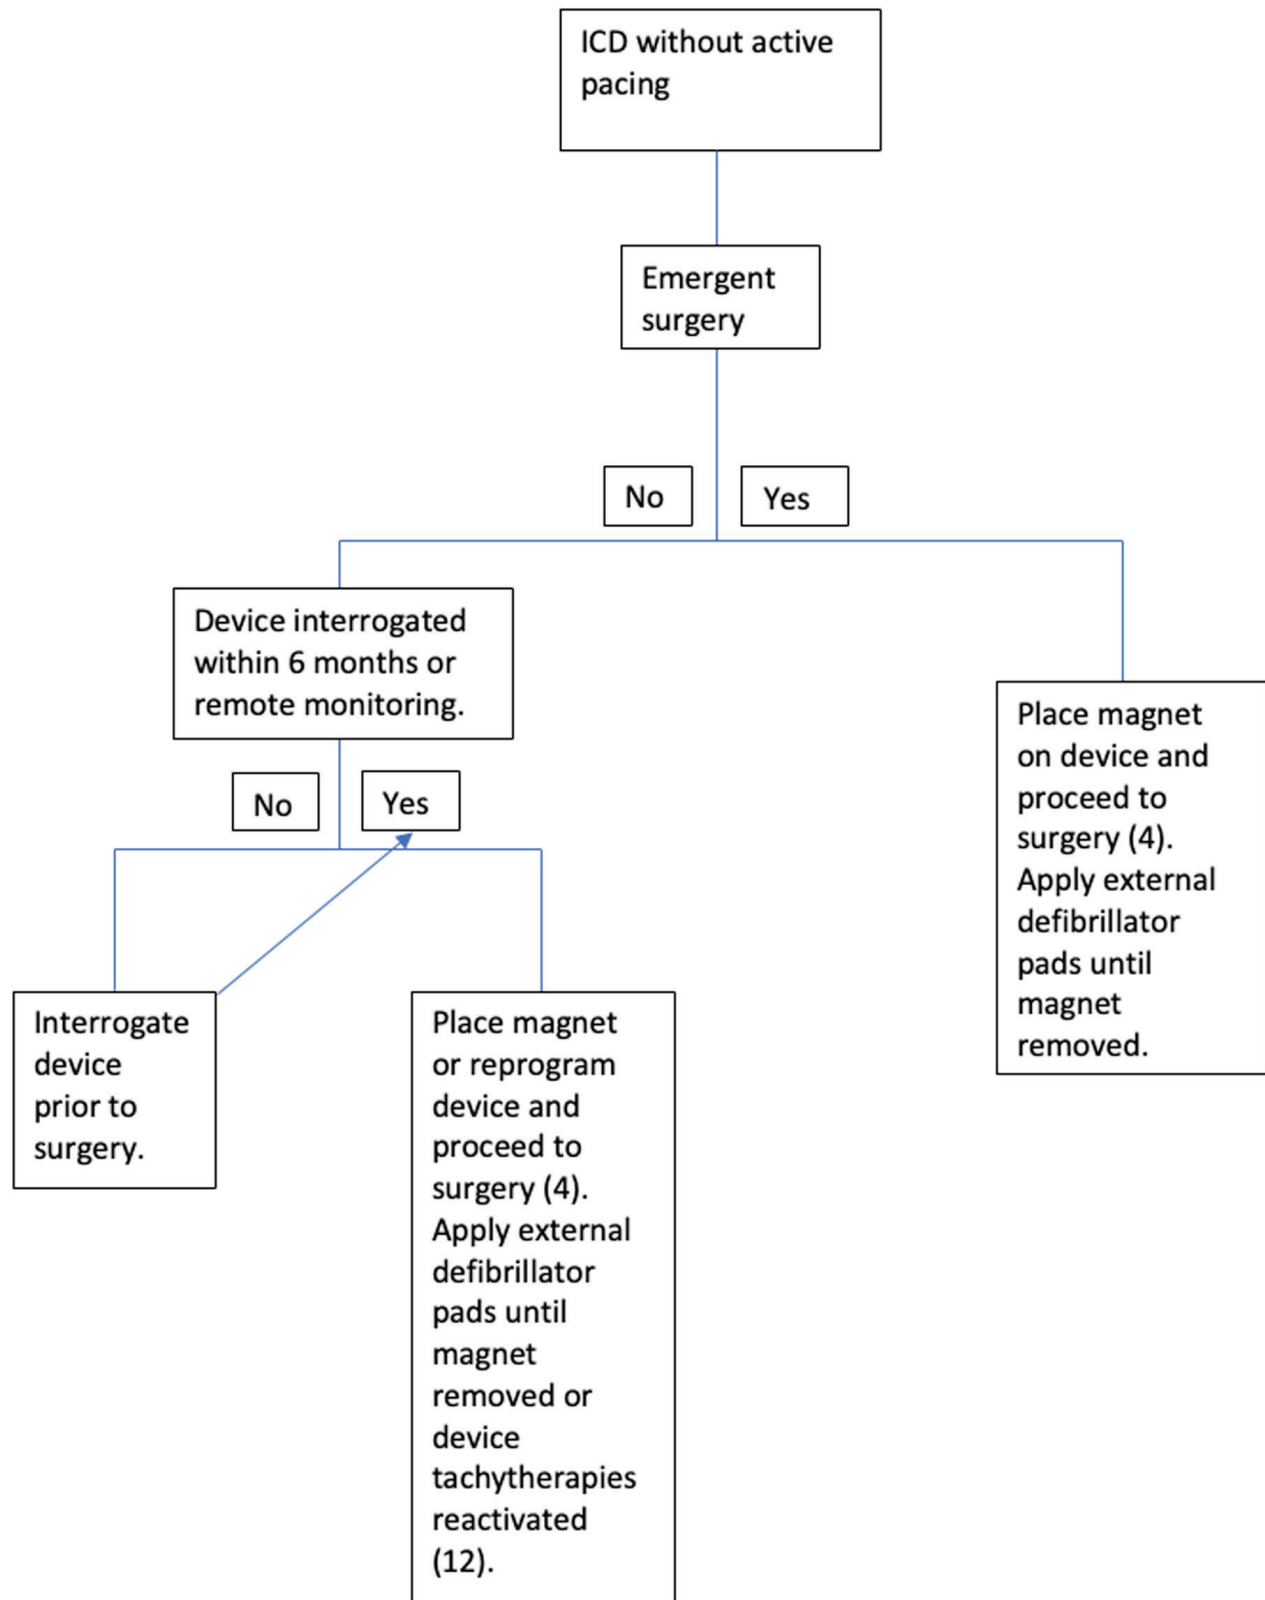 ICD without active
pacing
Emergent
surgery
No
Yes
Device interrogated
within 6 months or
remote monitoring.
No
Yes
Place magnet
on device and
proceed to
surgery (4).
Apply external
defibrillator
pads until
magnet
removed.
Interrogate
device
prior to
surgery.
Place magnet
or reprogram
device and
proceed to
surgery (4).
Apply external
defibrillator
pads until
magnet
removed or
device
tachytherapies
reactivated
(12).